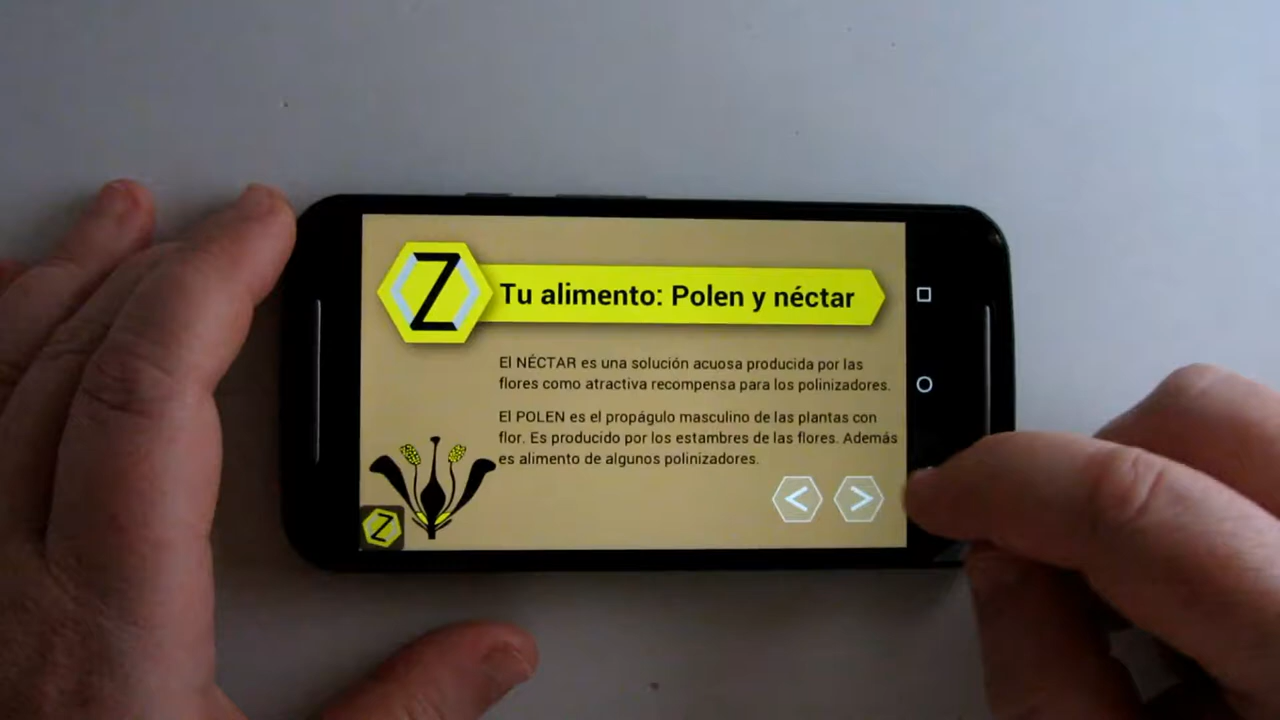 Z
Tu alimento: Polen y néctar
El NÉCTAR es una solución acuosa producida por las
flores como atractiva recompensa para los polinizadores.
El POLEN es el propágulo masculino de las plantas con
flor. Es producido por los estambres de las flores. Además
es alimento de algunos polinizadores.
< >
Z